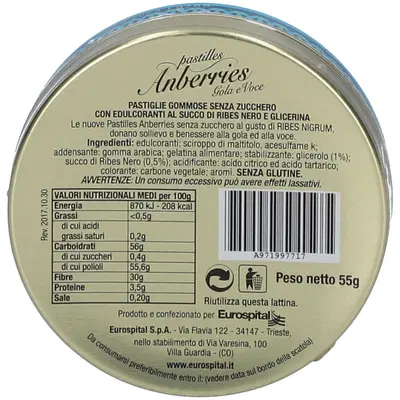 pastilles
Anberries
Gola e Voce
PASTIGLIE GOMMOSE SENZA ZUCCHERO
CON EDULCORANTI AL SUCCO DI RIBES NERO E GLICERINA
Le nuove Pastilles Anberries senza zucchero al gusto di RIBES NIGRUM,
donano sollievo e benessere alla gola ed alla voce.
Ingredienti: edulcoranti: sciroppo di maltitolo, acesulfame k;
addensante: gomma arabica; gelatina alimentare; stabilizzante: glicerolo (1%);
succo di Ribes Nero (0,5%); acidificante: acido citrico ed acido tartarico;
colorante: carbone vegetale; aromi. SENZA GLUTINE.
AVVERTENZE: Un consumo eccessivo può avere effetti lassativi.
Rev. 2017.10.30
VALORI NUTRIZIONALI MEDI per 100g
Energia 870 kJ - 208 kcal
Grassi <0,5g
di cui acidi
grassi saturi 0,2g
Carboidrati 56g
di cui zuccheri 0,4g
di cui polioli 55,6g
Fibre 30g
Proteine 3,5g
Sale 0,20g
A971997717
Peso netto 55g
Riutilizza questa lattina.
Prodotto e confezionato per Eurospital
Eurospital S.p.A. - Via Flavia 122 - 34147 - Trieste,
nello stabilimento di Via Varesina, 100
Villa Guardia - (CO)
www.eurospital.it
Da consumarsi preferibilmente entro il: (vedere data sul bordo della scatola)